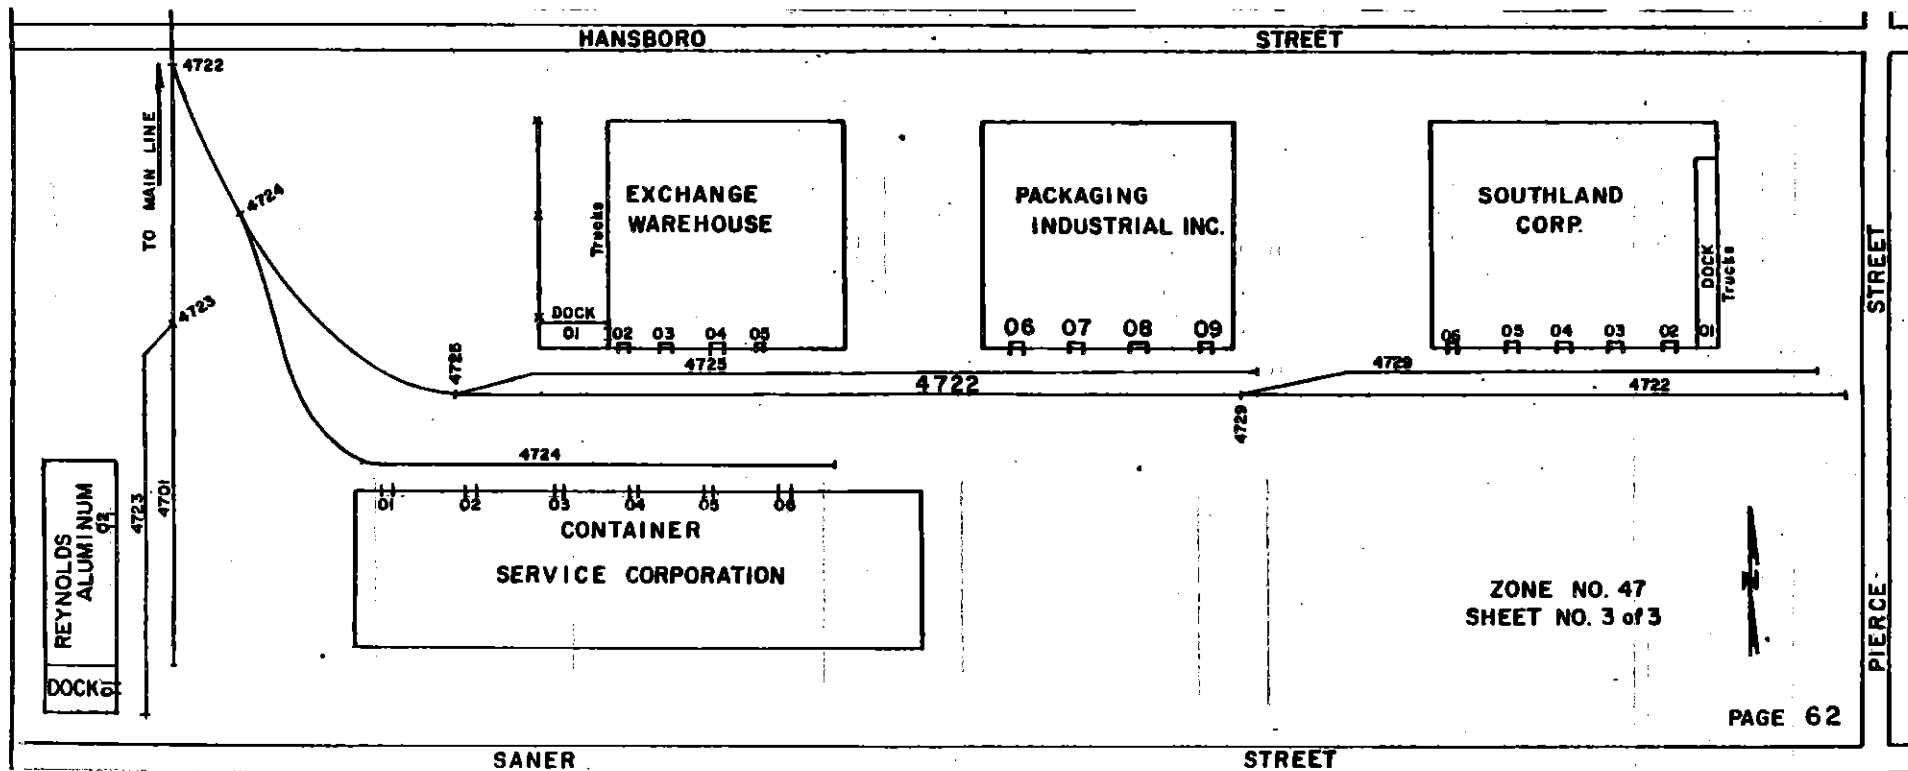 HANSBORO STREET
4722
TO MAIN LINE
4724
4723
EXCHANGE
WAREHOUSE
Trucks
DOCK
01 02 03 04 05
PACKAGING
INDUSTRIAL INC.
06 07 08 09
SOUTHLAND
CORP.
DOCK
Trucks
06 05 04 03 02 01
STREET
PIERCE
4725
4725
4722
4729
4729
4722
4724
REYNOLDS
ALUMINUM
02
DOCK 01
4723
4701
01 02 03 04 05 06
CONTAINER
SERVICE CORPORATION
N
ZONE NO. 47
SHEET NO. 3 of 3
PAGE 62
SANER STREET